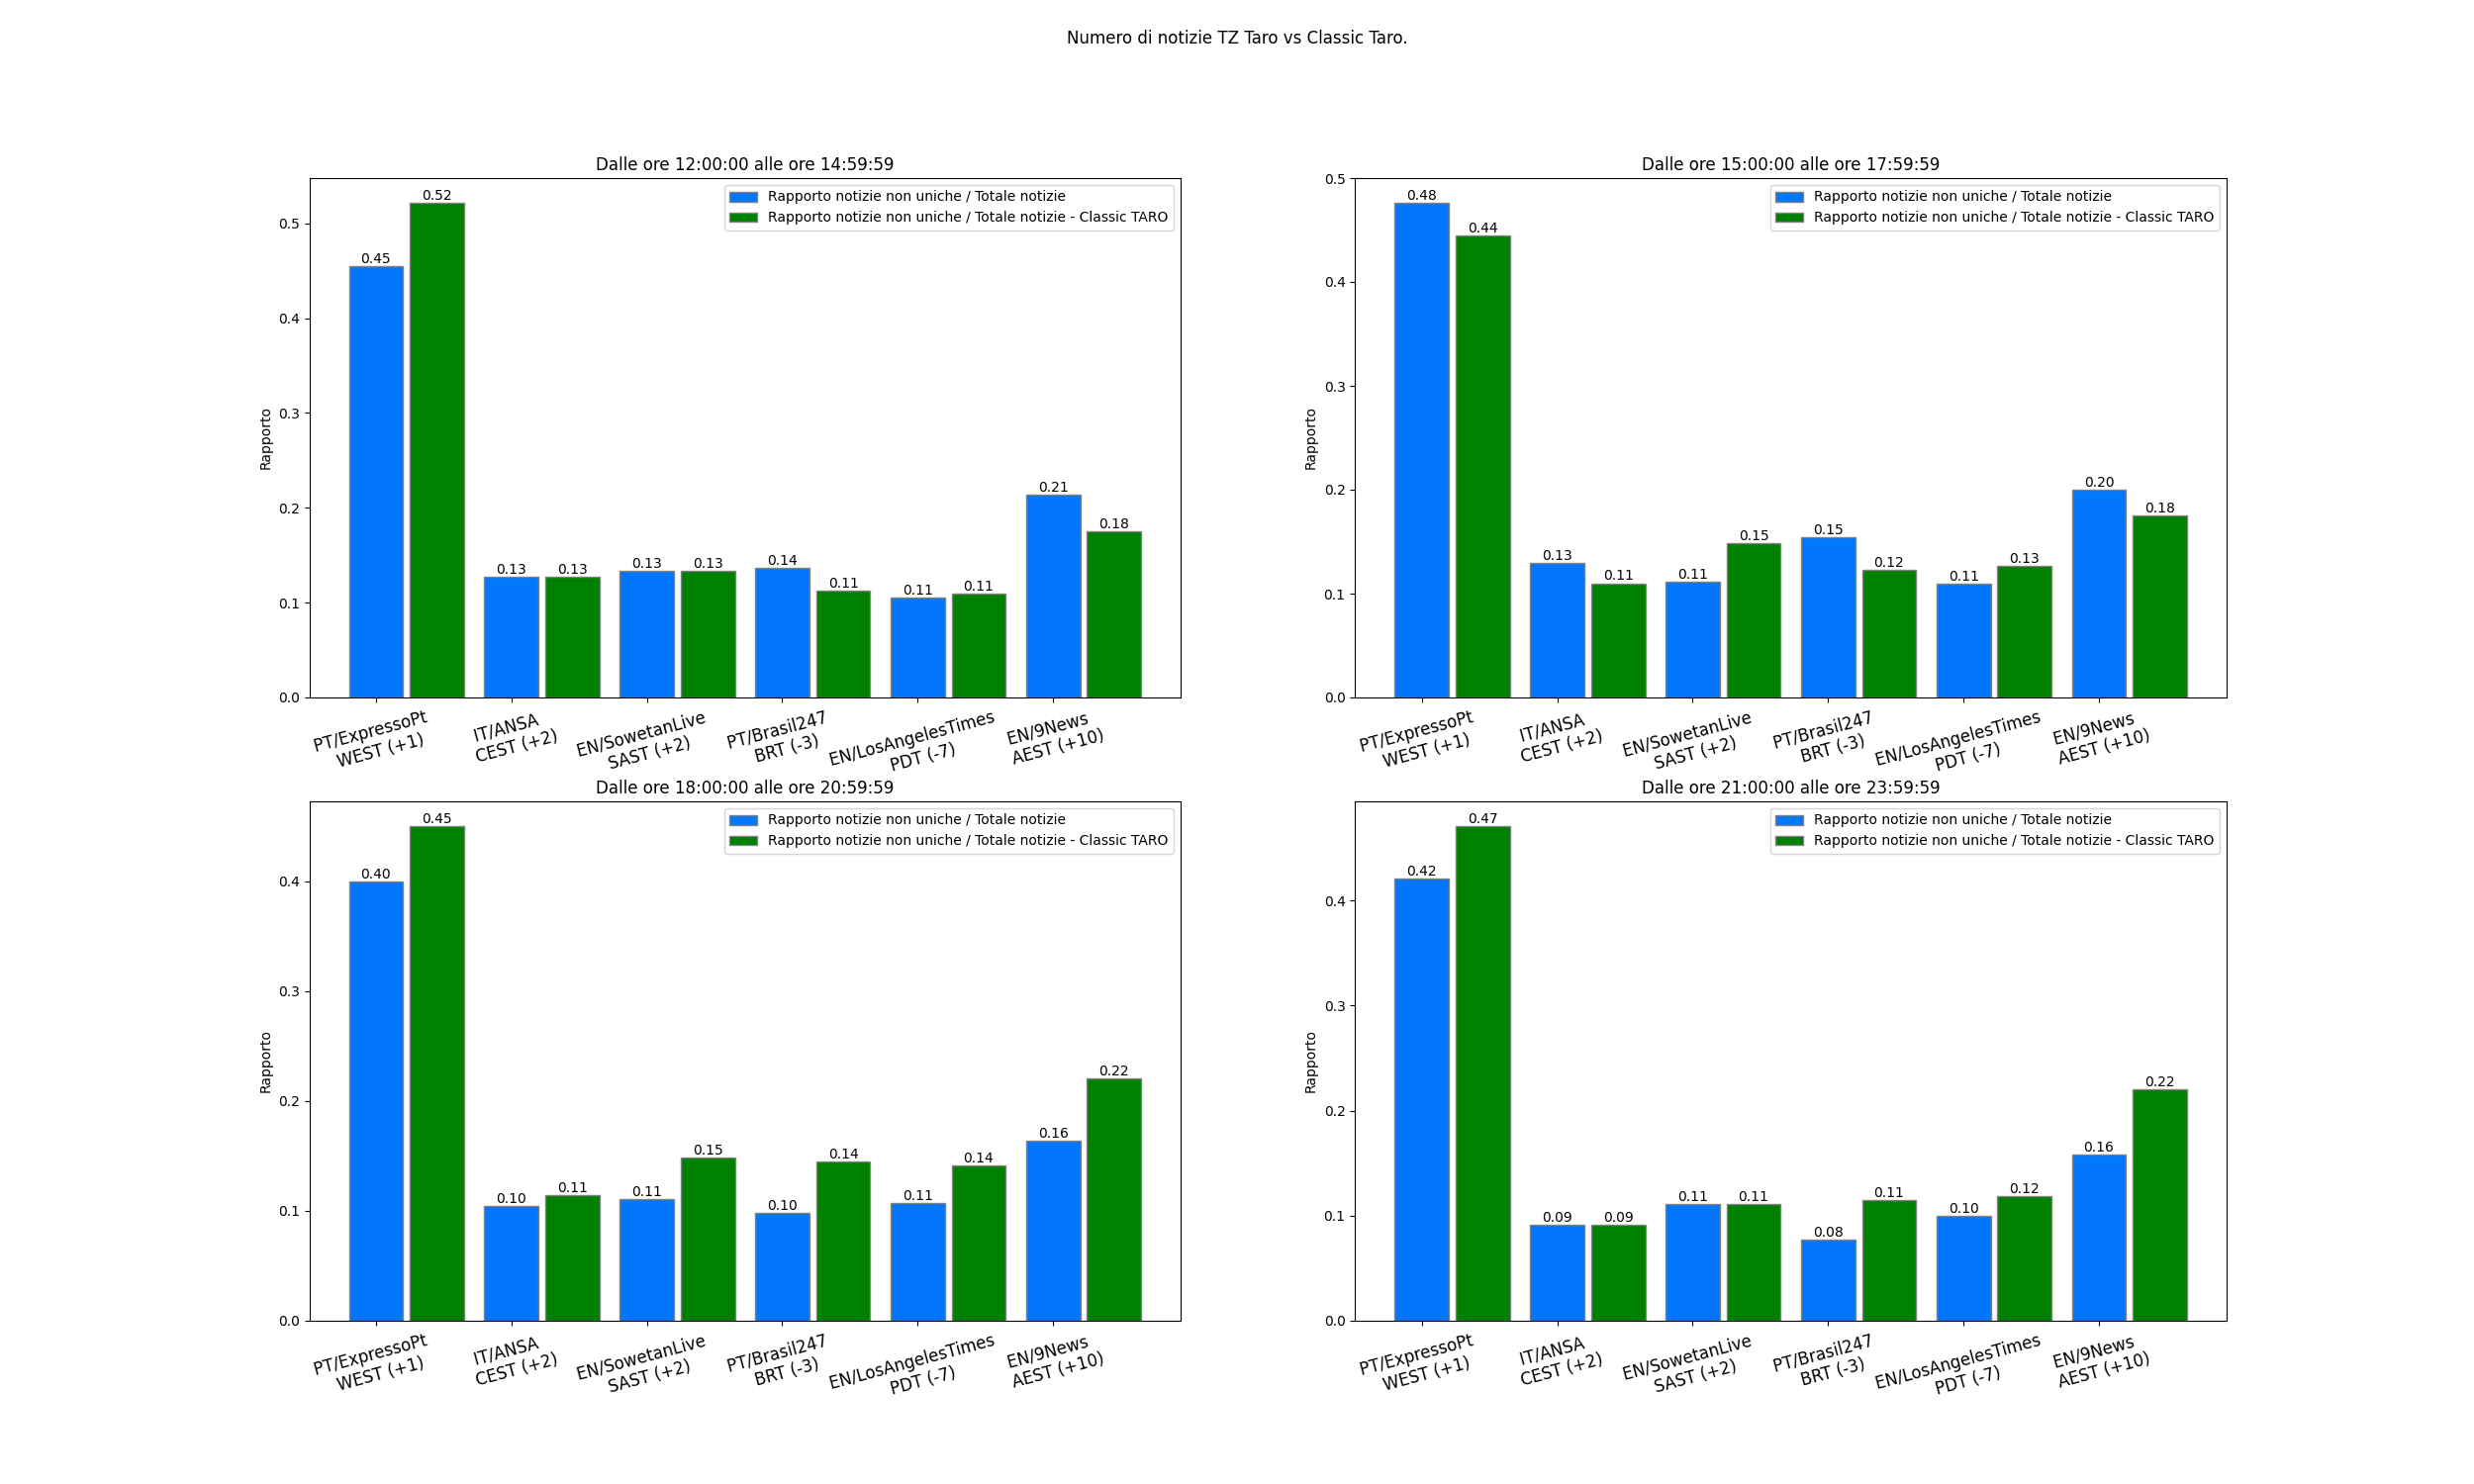 Numero di notizie TZ Taro vs Classic Taro.
Dalle ore 12:00:00 alle ore 14:59:59
Rapporto notizie non uniche / Totale notizie
Rapporto notizie non uniche / Totale notizie - Classic TARO
Rapporto
0.5
0.4
0.3
0.2
0.1
0.0
0.45
0.52
0.13
0.13
0.13
0.13
0.14
0.11
0.11
0.11
0.21
0.18
PT/ExpressoPt
WEST (+1)
IT/ANSA
CEST (+2)
EN/SowetanLive
SAST (+2)
PT/Brasil247
BRT (-3)
EN/LosAngelesTimes
PDT (-7)
EN/9News
AEST (+10)
Dalle ore 15:00:00 alle ore 17:59:59
Rapporto notizie non uniche / Totale notizie
Rapporto notizie non uniche / Totale notizie - Classic TARO
Rapporto
0.5
0.4
0.3
0.2
0.1
0.0
0.48
0.44
0.13
0.11
0.11
0.15
0.15
0.12
0.11
0.13
0.20
0.18
PT/ExpressoPt
WEST (+1)
IT/ANSA
CEST (+2)
EN/SowetanLive
SAST (+2)
PT/Brasil247
BRT (-3)
EN/LosAngelesTimes
PDT (-7)
EN/9News
AEST (+10)
Dalle ore 18:00:00 alle ore 20:59:59
Rapporto notizie non uniche / Totale notizie
Rapporto notizie non uniche / Totale notizie - Classic TARO
Rapporto
0.4
0.3
0.2
0.1
0.0
0.40
0.45
0.10
0.11
0.11
0.15
0.10
0.14
0.11
0.14
0.16
0.22
PT/ExpressoPt
WEST (+1)
IT/ANSA
CEST (+2)
EN/SowetanLive
SAST (+2)
PT/Brasil247
BRT (-3)
EN/LosAngelesTimes
PDT (-7)
EN/9News
AEST (+10)
Dalle ore 21:00:00 alle ore 23:59:59
Rapporto notizie non uniche / Totale notizie
Rapporto notizie non uniche / Totale notizie - Classic TARO
Rapporto
0.4
0.3
0.2
0.1
0.0
0.42
0.47
0.09
0.09
0.11
0.11
0.08
0.11
0.10
0.12
0.16
0.22
PT/ExpressoPt
WEST (+1)
IT/ANSA
CEST (+2)
EN/SowetanLive
SAST (+2)
PT/Brasil247
BRT (-3)
EN/LosAngelesTimes
PDT (-7)
EN/9News
AEST (+10)